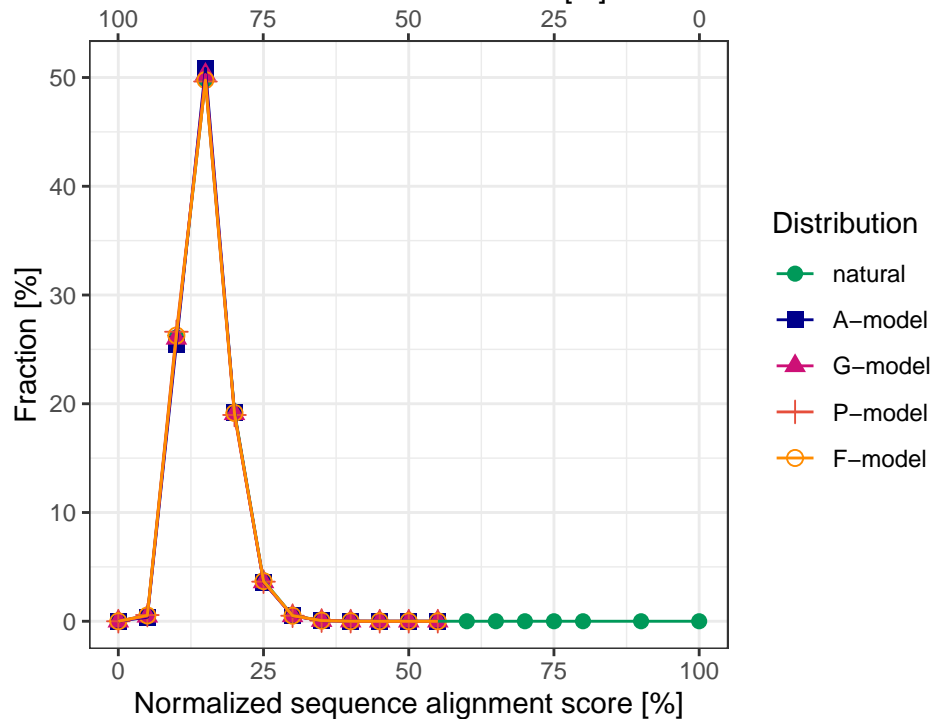 100 75 50 25 0
50
40
30
20
10
0
Fraction [%]
0 25 50 75 100
Normalized sequence alignment score [%]
Distribution
natural
A−model
G−model
P−model
F−model